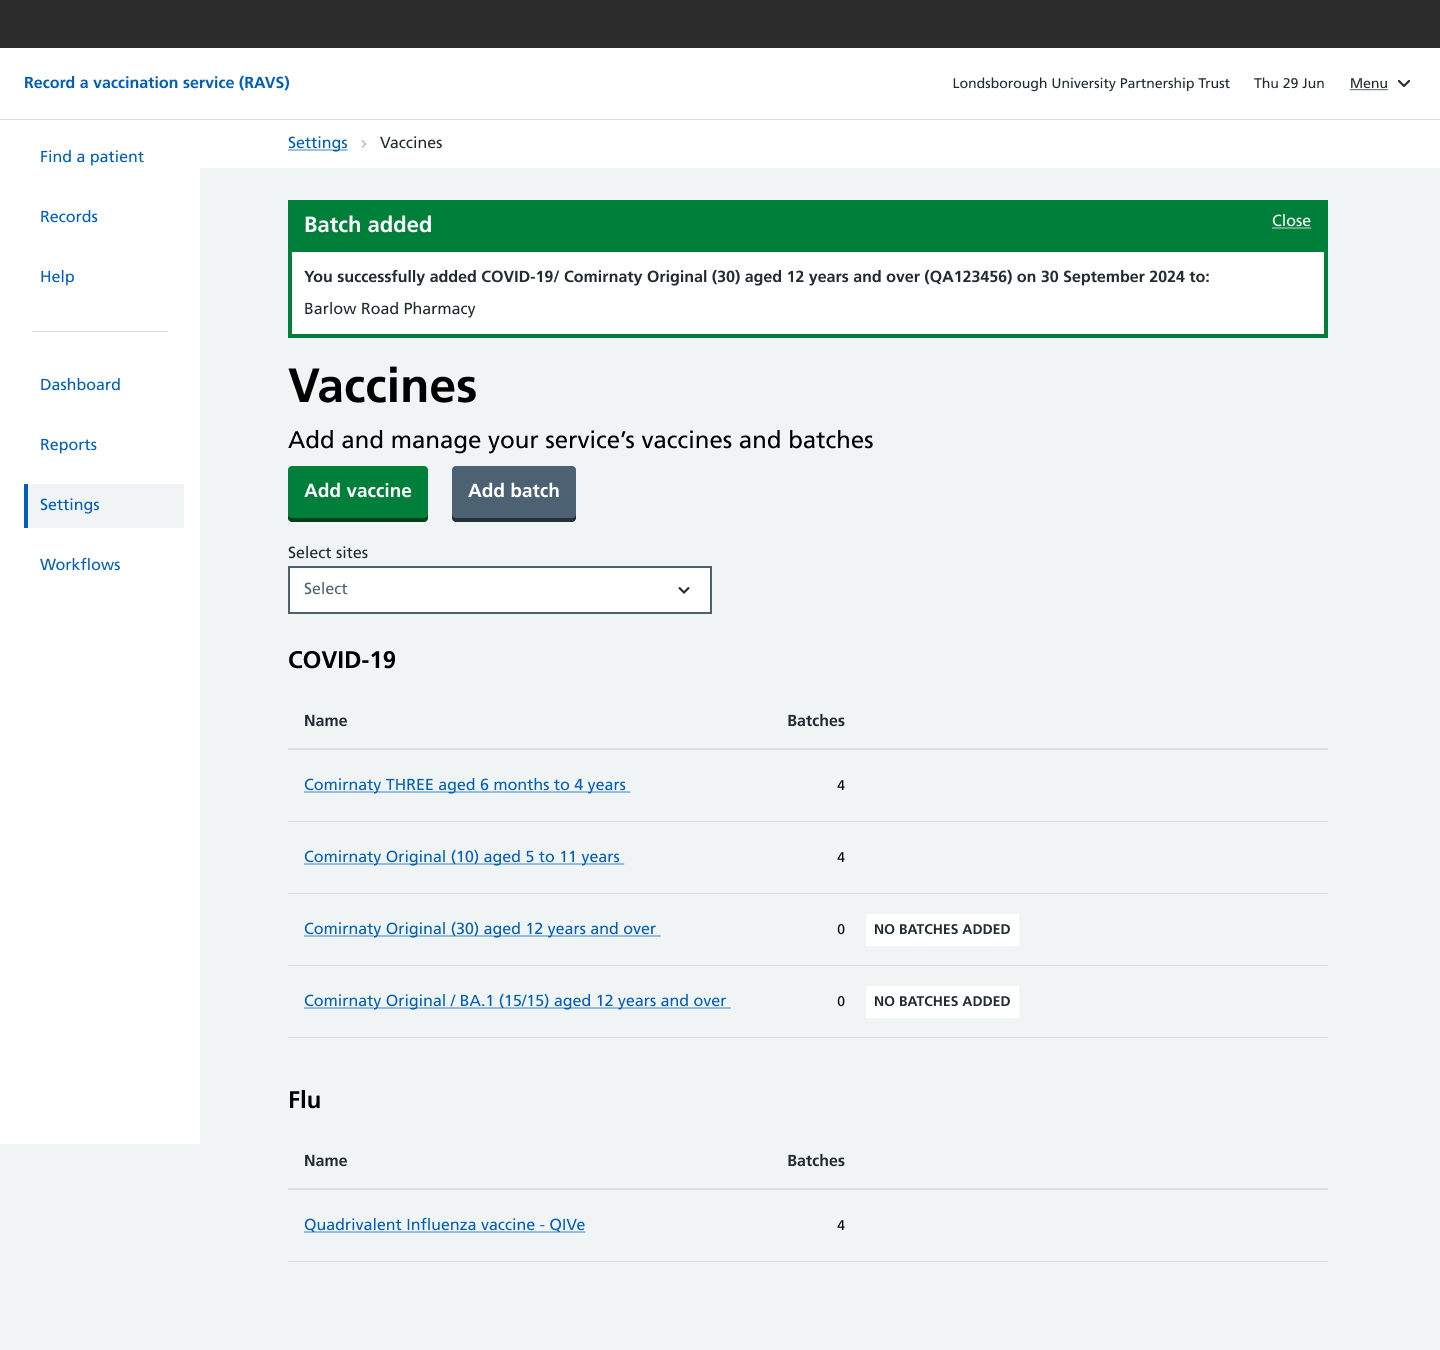 Record a vaccination service (RAVS)
Londsborough University Partnership Trust Thu 29 Jun Menu
Find a patient
Records
Help
Dashboard
Reports
Settings
Workflows
Settings > Vaccines
Batch added Close
You successfully added COVID-19/ Comirnaty Original (30) aged 12 years and over (QA123456) on 30 September 2024 to:
Barlow Road Pharmacy
Vaccines
Add and manage your service’s vaccines and batches
Add vaccine Add batch
Select sites
Select
COVID-19
Name Batches
Comirnaty THREE aged 6 months to 4 years 4
Comirnaty Original (10) aged 5 to 11 years 4
Comirnaty Original (30) aged 12 years and over 0 NO BATCHES ADDED
Comirnaty Original / BA.1 (15/15) aged 12 years and over 0 NO BATCHES ADDED
Flu
Name Batches
Quadrivalent Influenza vaccine - QIVe 4